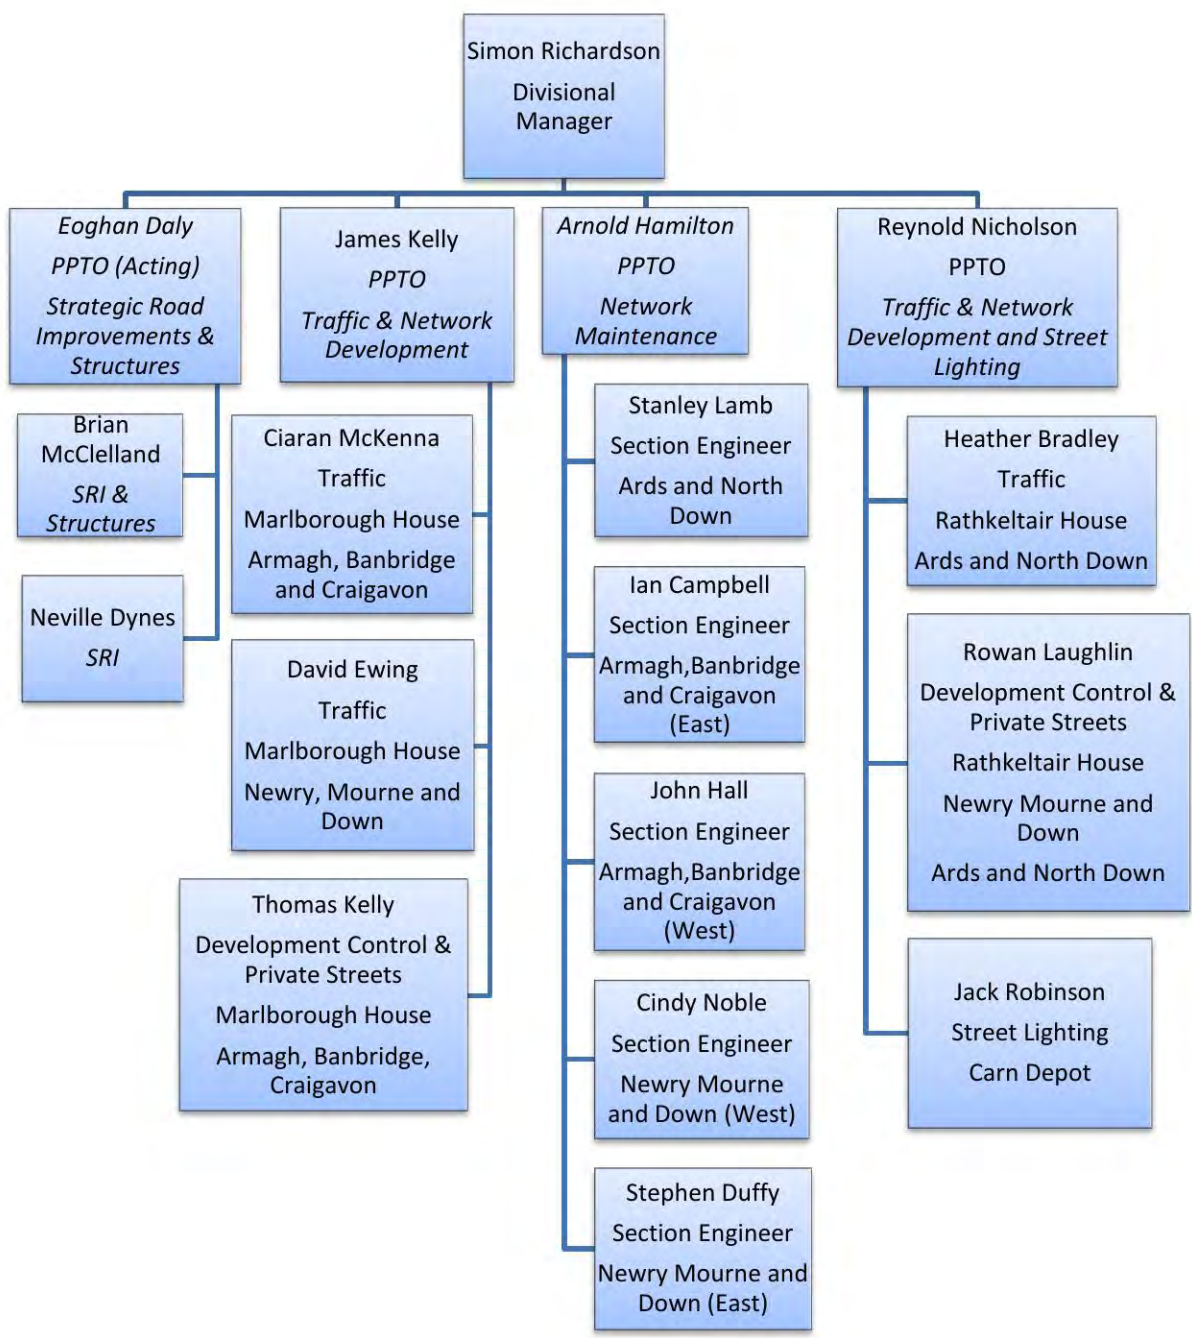 Simon Richardson
Divisional
Manager
Eoghan Daly
PPTO (Acting)
Strategic Road
Improvements &
Structures
Brian
McClelland
SRI &
Structures
Neville Dynes
SRI
James Kelly
PPTO
Traffic & Network
Development
Ciaran McKenna
Traffic
Marlborough House
Armagh, Banbridge
and Craigavon
David Ewing
Traffic
Marlborough House
Newry, Mourne and
Down
Thomas Kelly
Development Control &
Private Streets
Marlborough House
Armagh, Banbridge,
Craigavon
Arnold Hamilton
PPTO
Network
Maintenance
Stanley Lamb
Section Engineer
Ards and North
Down
Ian Campbell
Section Engineer
Armagh,Banbridge
and Craigavon
(East)
John Hall
Section Engineer
Armagh,Banbridge
and Craigavon
(West)
Cindy Noble
Section Engineer
Newry Mourne
and Down (West)
Stephen Duffy
Section Engineer
Newry Mourne and
Down (East)
Reynold Nicholson
PPTO
Traffic & Network
Development and Street
Lighting
Heather Bradley
Traffic
Rathkeltair House
Ards and North Down
Rowan Laughlin
Development Control &
Private Streets
Rathkeltair House
Newry Mourne and
Down
Ards and North Down
Jack Robinson
Street Lighting
Carn Depot